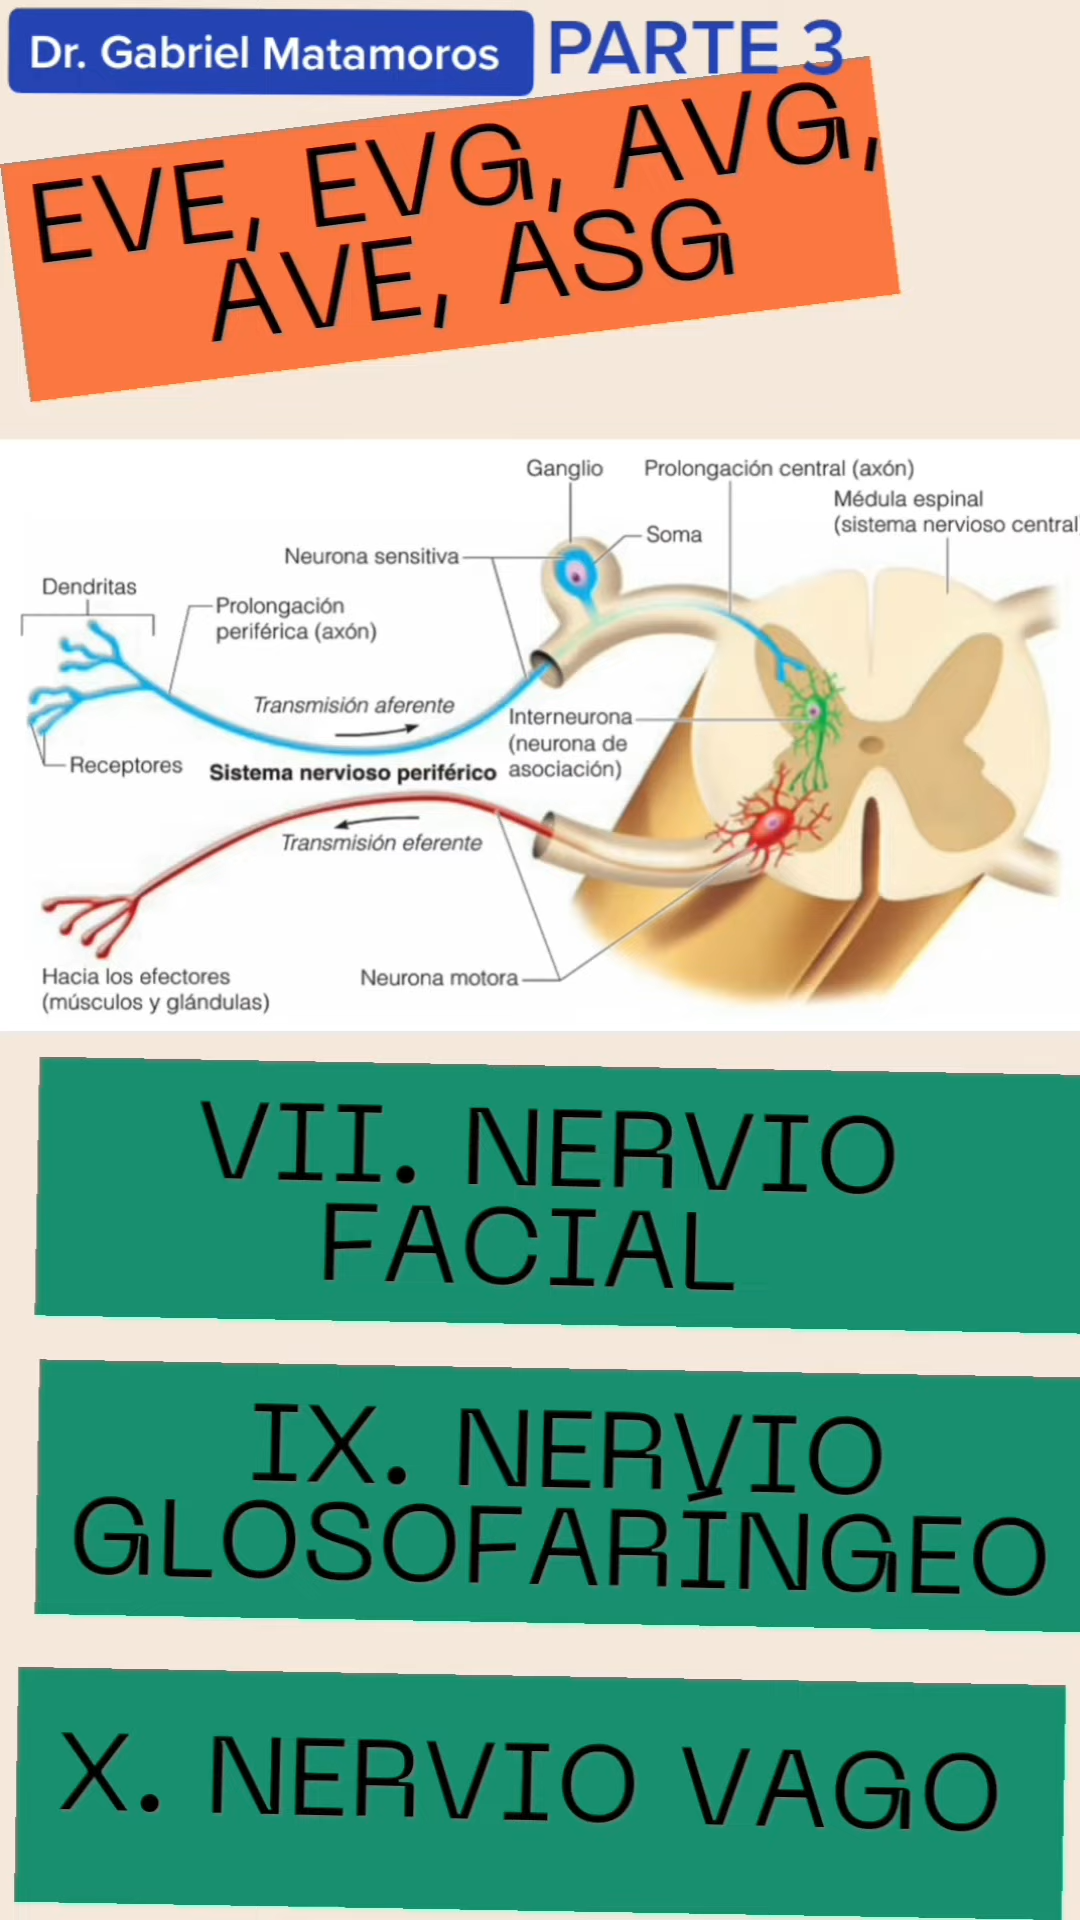 Dr. Gabriel Matamoros PARTE 3
EVE, EVG, AVG,
AVE, ASG
Ganglio
Prolongación central (axón)
Médula espinal
(sistema nervioso central)
Soma
Neurona sensitiva
Dendritas
Prolongación
periférica (axón)
Transmisión aferente
Interneurona
(neurona de
asociación)
Receptores
Sistema nervioso periférico
Transmisión eferente
Hacia los efectores
(músculos y glándulas)
Neurona motora
VII. NERVIO
FACIAL
IX. NERVIO
GLOSOFARÍNGEO
X. NERVIO VAGO